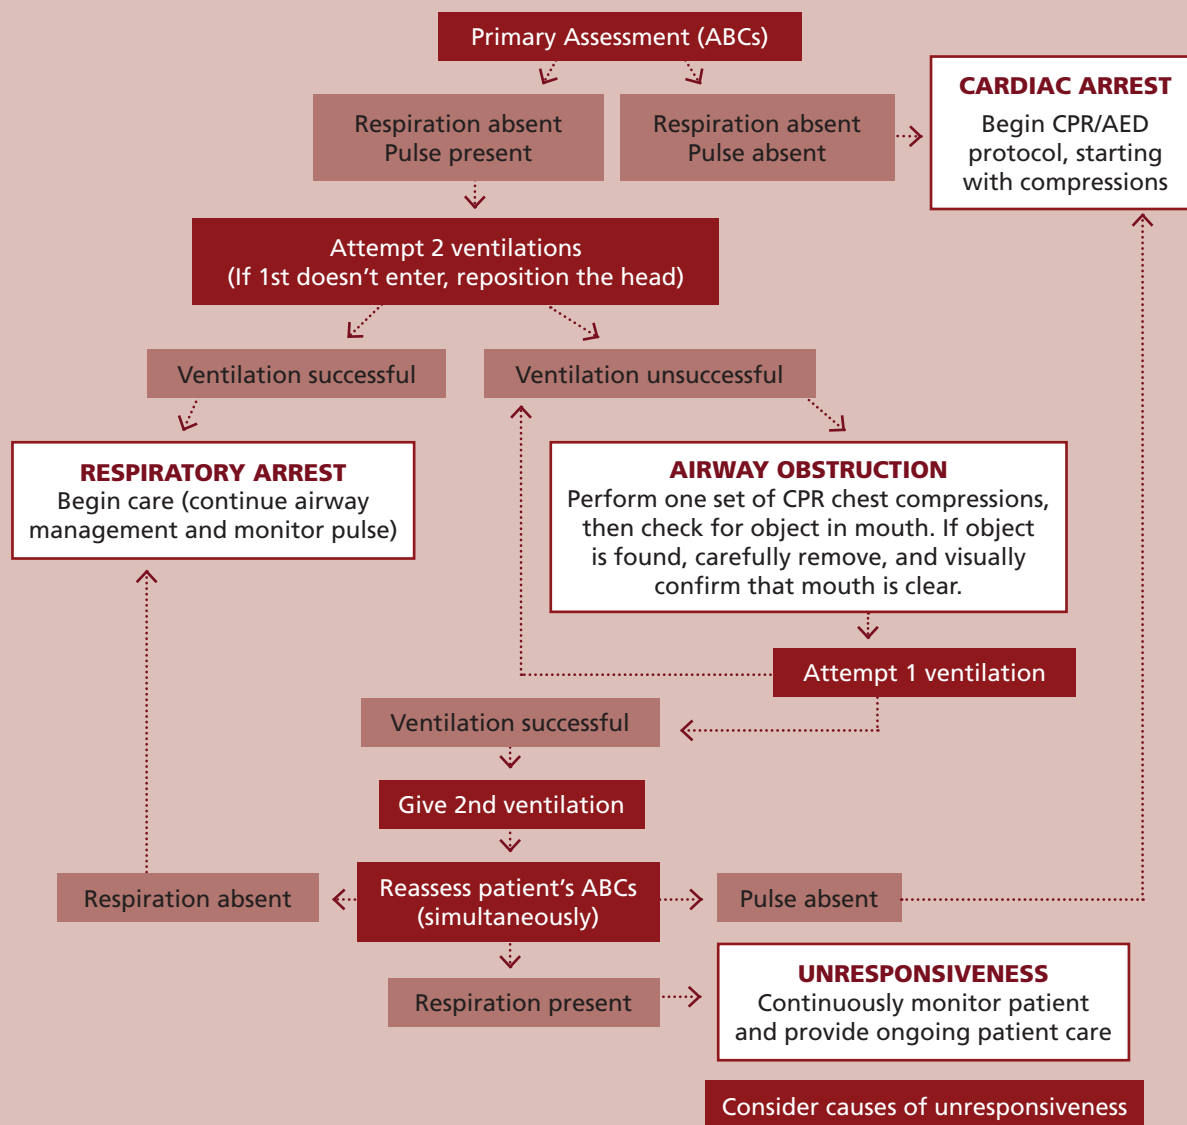 Primary Assessment (ABCs)
Respiration absent
Pulse present
Respiration absent
Pulse absent
CARDIAC ARREST
Begin CPR/AED
protocol, starting
with compressions
Attempt 2 ventilations
(If 1st doesn’t enter, reposition the head)
Ventilation successful
Ventilation unsuccessful
RESPIRATORY ARREST
Begin care (continue airway
management and monitor pulse)
AIRWAY OBSTRUCTION
Perform one set of CPR chest compressions,
then check for object in mouth. If object
is found, carefully remove, and visually
confirm that mouth is clear.
Attempt 1 ventilation
Ventilation successful
Give 2nd ventilation
Respiration absent
Reassess patient’s ABCs
(simultaneously)
Pulse absent
Respiration present
UNRESPONSIVENESS
Continuously monitor patient
and provide ongoing patient care
Consider causes of unresponsiveness